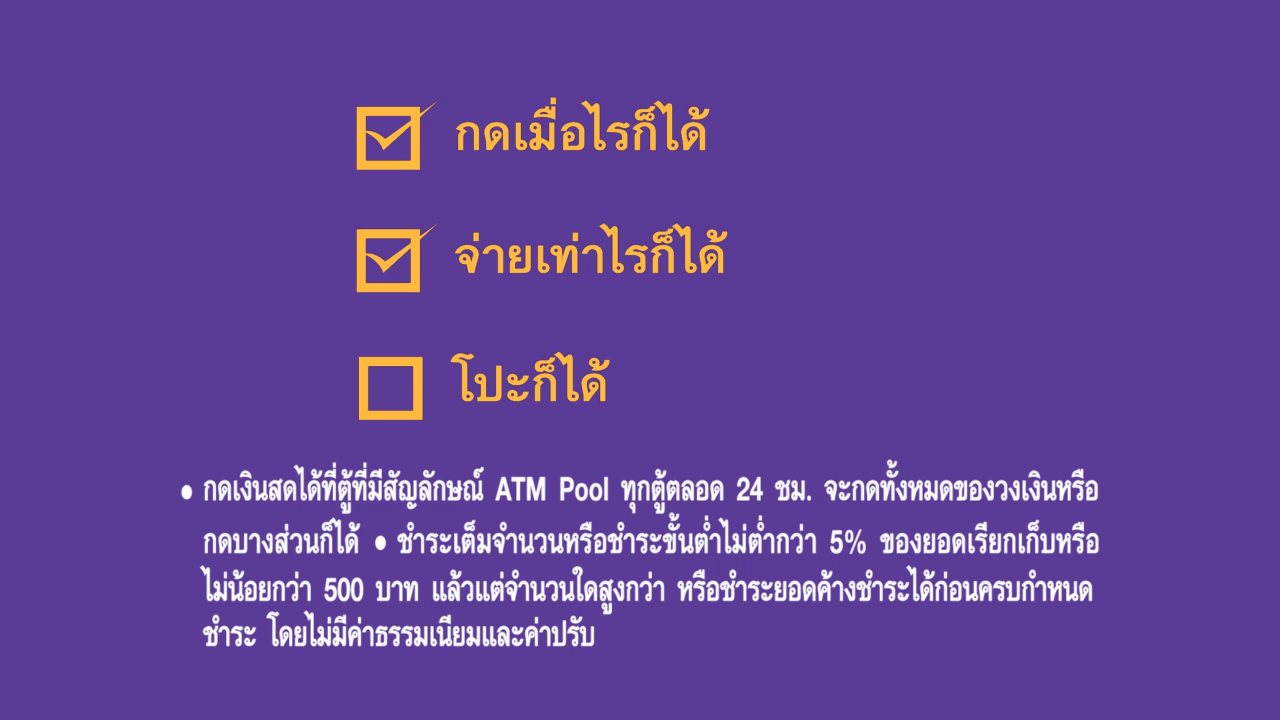 กดเมื่อไรก็ได้
จ่ายเท่าไรก็ได้
โปะก็ได้
● กดเงินสดได้ที่ตู้ที่มีสัญลักษณ์ ATM Pool ทุกตู้ตลอด 24 ชม. จะกดทั้งหมดของวงเงินหรือ
กดบางส่วนก็ได้ ● ชำระเต็มจำนวนหรือชำระขั้นต่ำไม่ต่ำกว่า 5% ของยอดเรียกเก็บหรือ
ไม่น้อยกว่า 500 บาท แล้วแต่จำนวนใดสูงกว่า หรือชำระยอดค้างชำระได้ก่อนครบกำหนด
ชำระ โดยไม่มีค่าธรรมเนียมและค่าปรับ